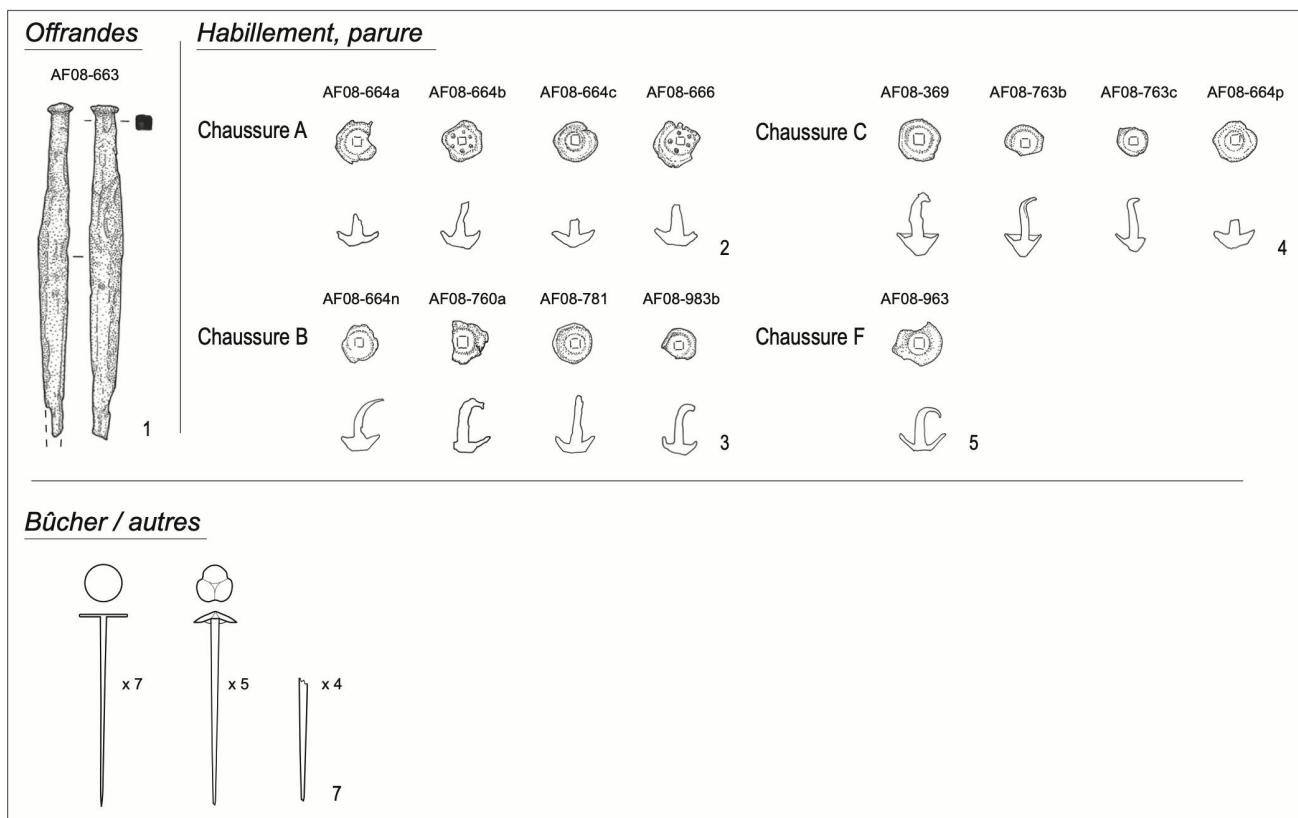 Offrandes
AF08-663
1
Habillement, parure
AF08-664a AF08-664b AF08-664c AF08-666
Chaussure A
2
AF08-369 AF08-763b AF08-763c AF08-664p
Chaussure C
4
AF08-664n AF08-760a AF08-781 AF08-983b
Chaussure B
3
AF08-963
Chaussure F
5
Bûcher / autres
x 7
x 5
x 4
7